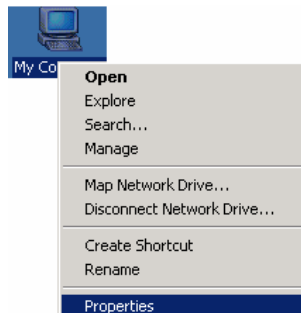 My Co
Open
Explore
Search...
Manage
Map Network Drive...
Disconnect Network Drive...
Create Shortcut
Rename
Properties